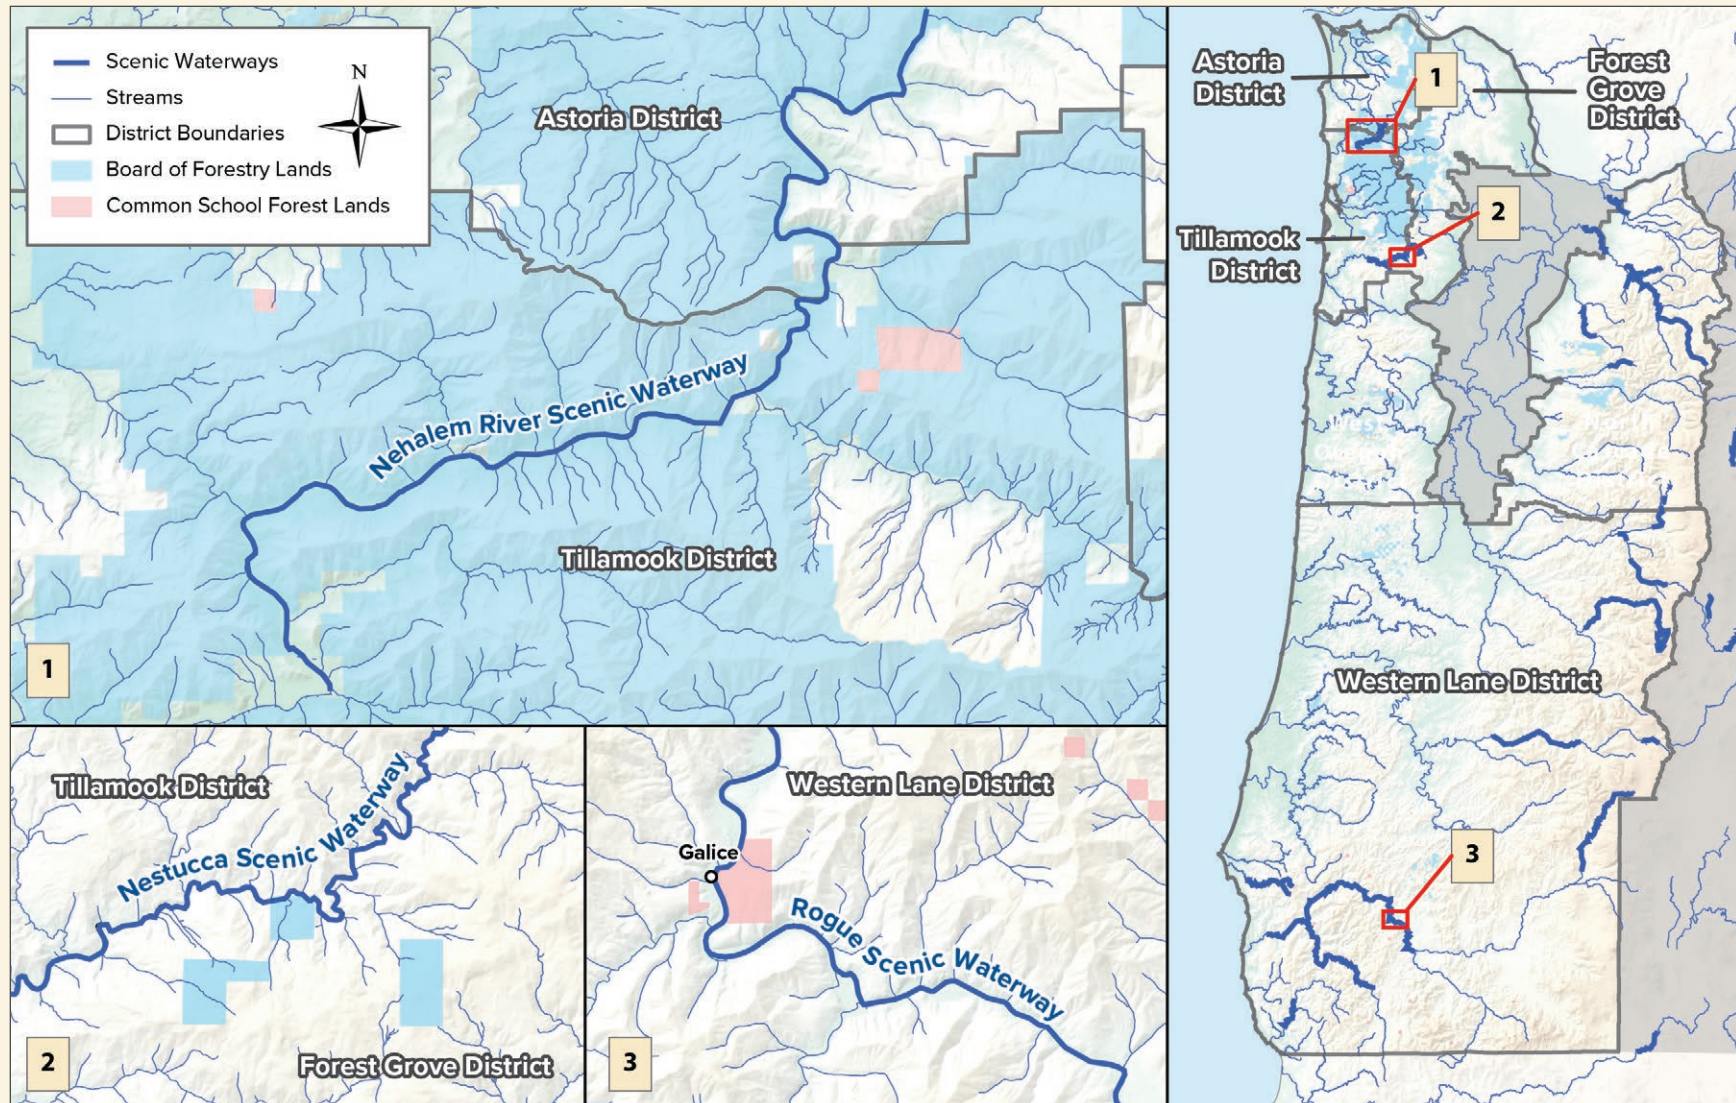 Scenic Waterways
Streams
District Boundaries
Board of Forestry Lands
Common School Forest Lands
N
Astoria District
Nehalem River Scenic Waterway
Tillamook District
1
Tillamook District
Nestucca Scenic Waterway
Forest Grove District
2
Western Lane District
Galice
Rogue Scenic Waterway
3
Astoria
District
1
Forest
Grove
District
2
Tillamook
District
West
North
Western Lane District
3